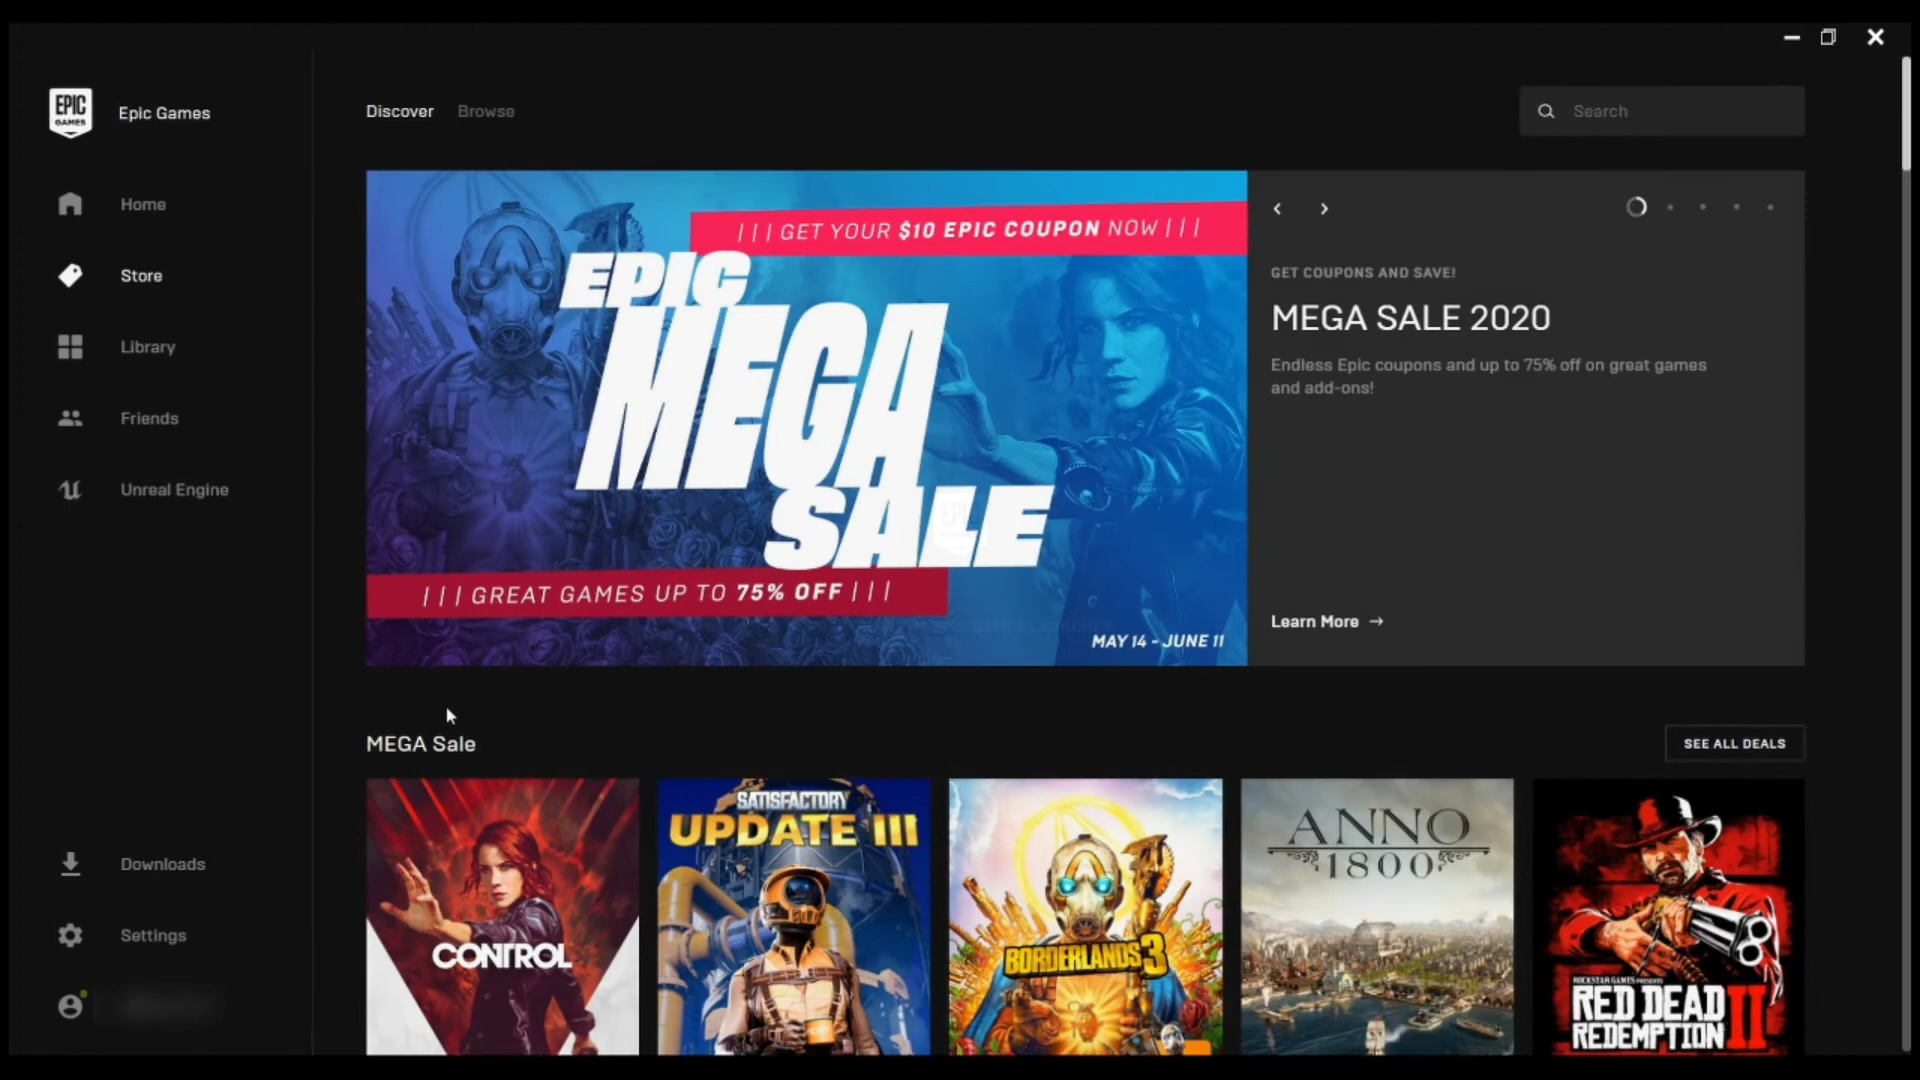 EPIC
GAMES
Epic Games
Home
Store
Library
Friends
Unreal Engine
Downloads
Settings
Discover
Browse
Search
||| GET YOUR $10 EPIC COUPON NOW |||
EPIC
MEGA
SALE
||| GREAT GAMES UP TO 75% OFF |||
MAY 14 - JUNE 11
GET COUPONS AND SAVE!
MEGA SALE 2020
Endless Epic coupons and up to 75% off on great games
and add-ons!
Learn More →
MEGA Sale
SEE ALL DEALS
CONTROL
SATISFACTORY
UPDATE III
BORDERLANDS 3
ANNO
1800
ROCKSTAR GAMES PRESENTS
RED DEAD
REDEMPTION II